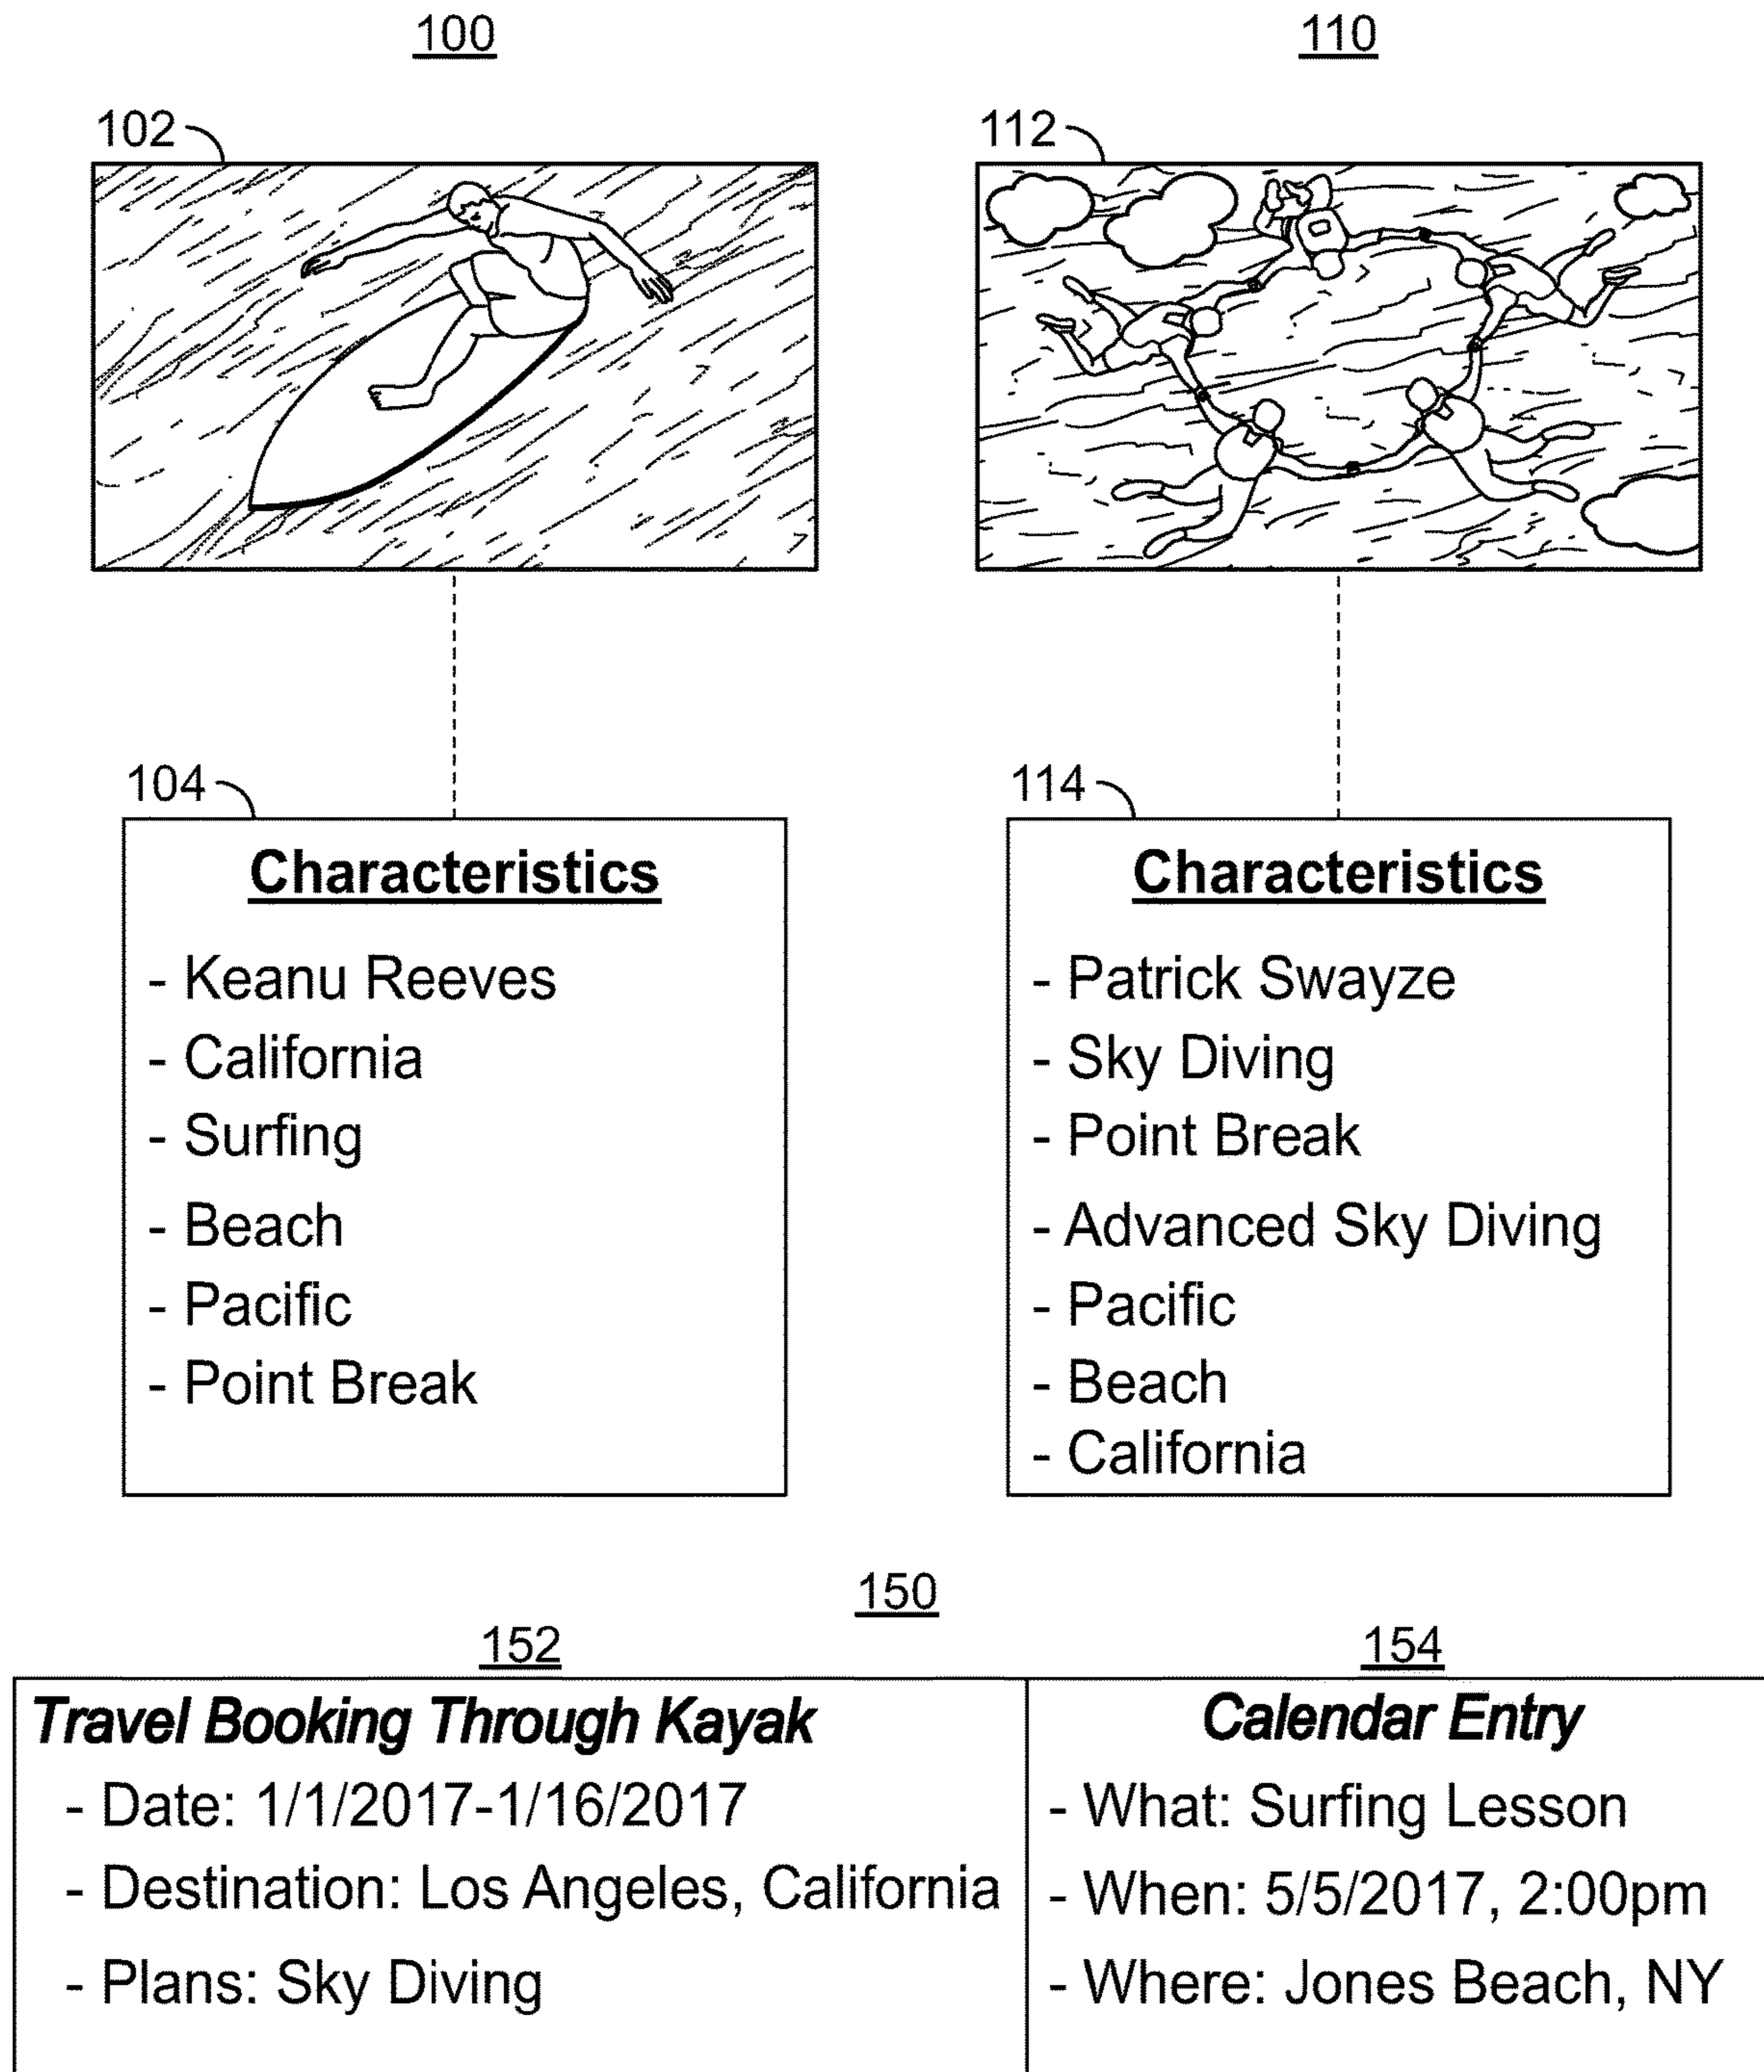 100
110
102
112
104
114
Characteristics
- Keanu Reeves
- California
- Surfing
- Beach
- Pacific
- Point Break
Characteristics
- Patrick Swayze
- Sky Diving
- Point Break
- Advanced Sky Diving
- Pacific
- Beach
- California
150
152
154
Travel Booking Through Kayak
- Date: 1/1/2017-1/16/2017
- Destination: Los Angeles, California
- Plans: Sky Diving
Calendar Entry
- What: Surfing Lesson
- When: 5/5/2017, 2:00pm
- Where: Jones Beach, NY